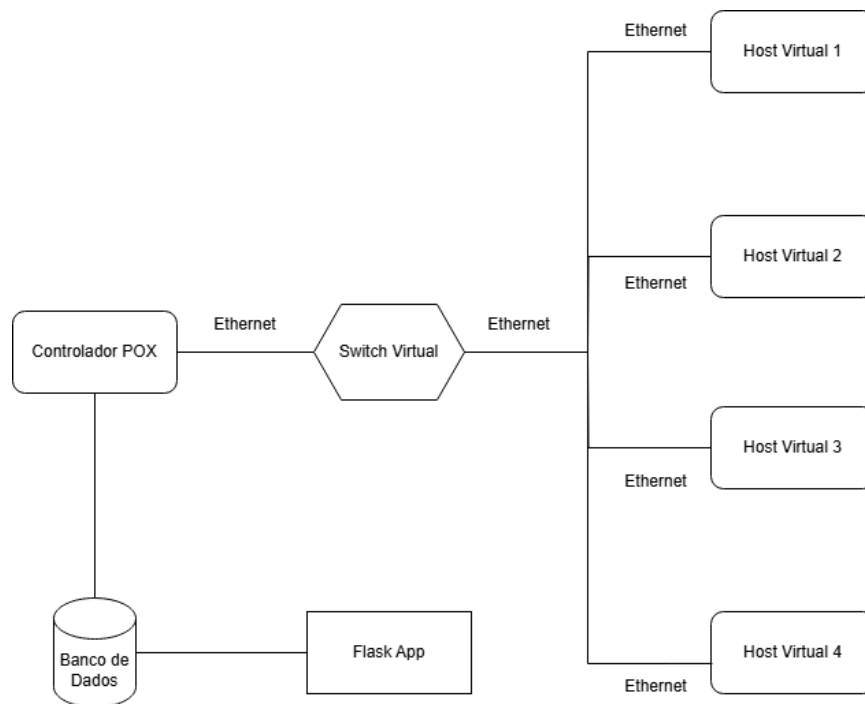 Ethernet
Host Virtual 1
Host Virtual 2
Ethernet
Ethernet
Ethernet
Controlador POX
Switch Virtual
Host Virtual 3
Ethernet
Banco de
Dados
Flask App
Host Virtual 4
Ethernet